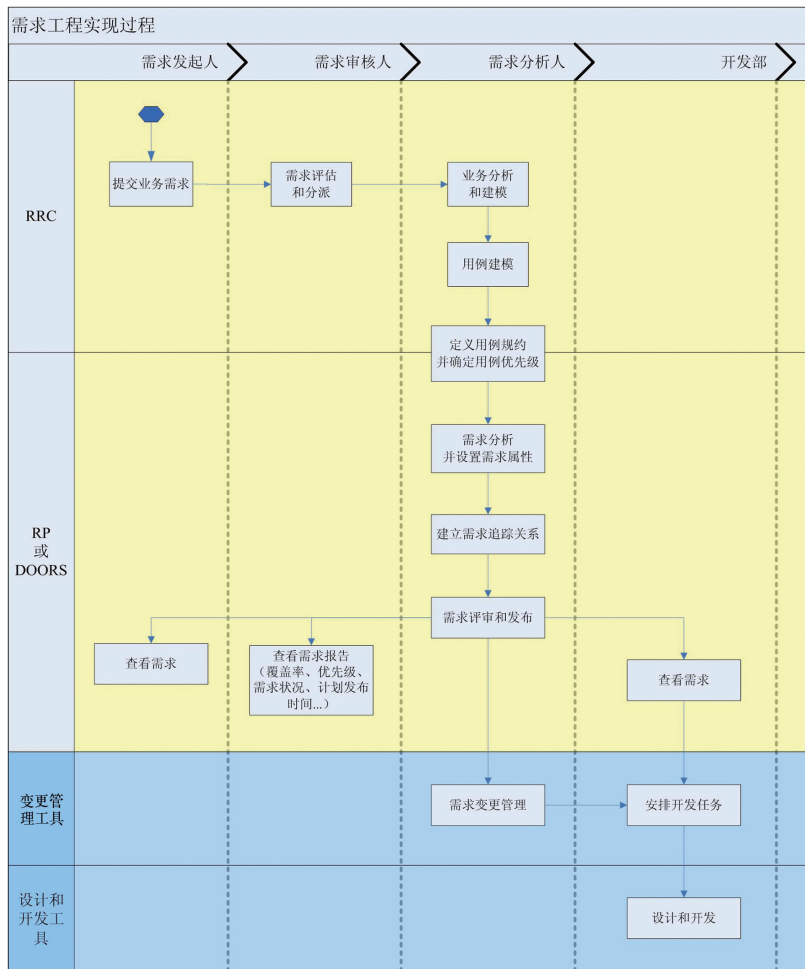 需求工程实现过程
需求发起人
需求审核人
需求分析人
开发部
RRC
提交业务需求
需求评估
和分派
业务分析
和建模
用例建模
定义用例规约
并确定用例优先级
需求分析
并设置需求属性
RP
或
DOORS
建立需求追踪关系
需求评审和发布
查看需求
查看需求报告
（覆盖率、优先级、
需求状况、计划发布
时间...）
查看需求
变更管
理工具
需求变更管理
安排开发任务
设计和
开发工
具
设计和开发